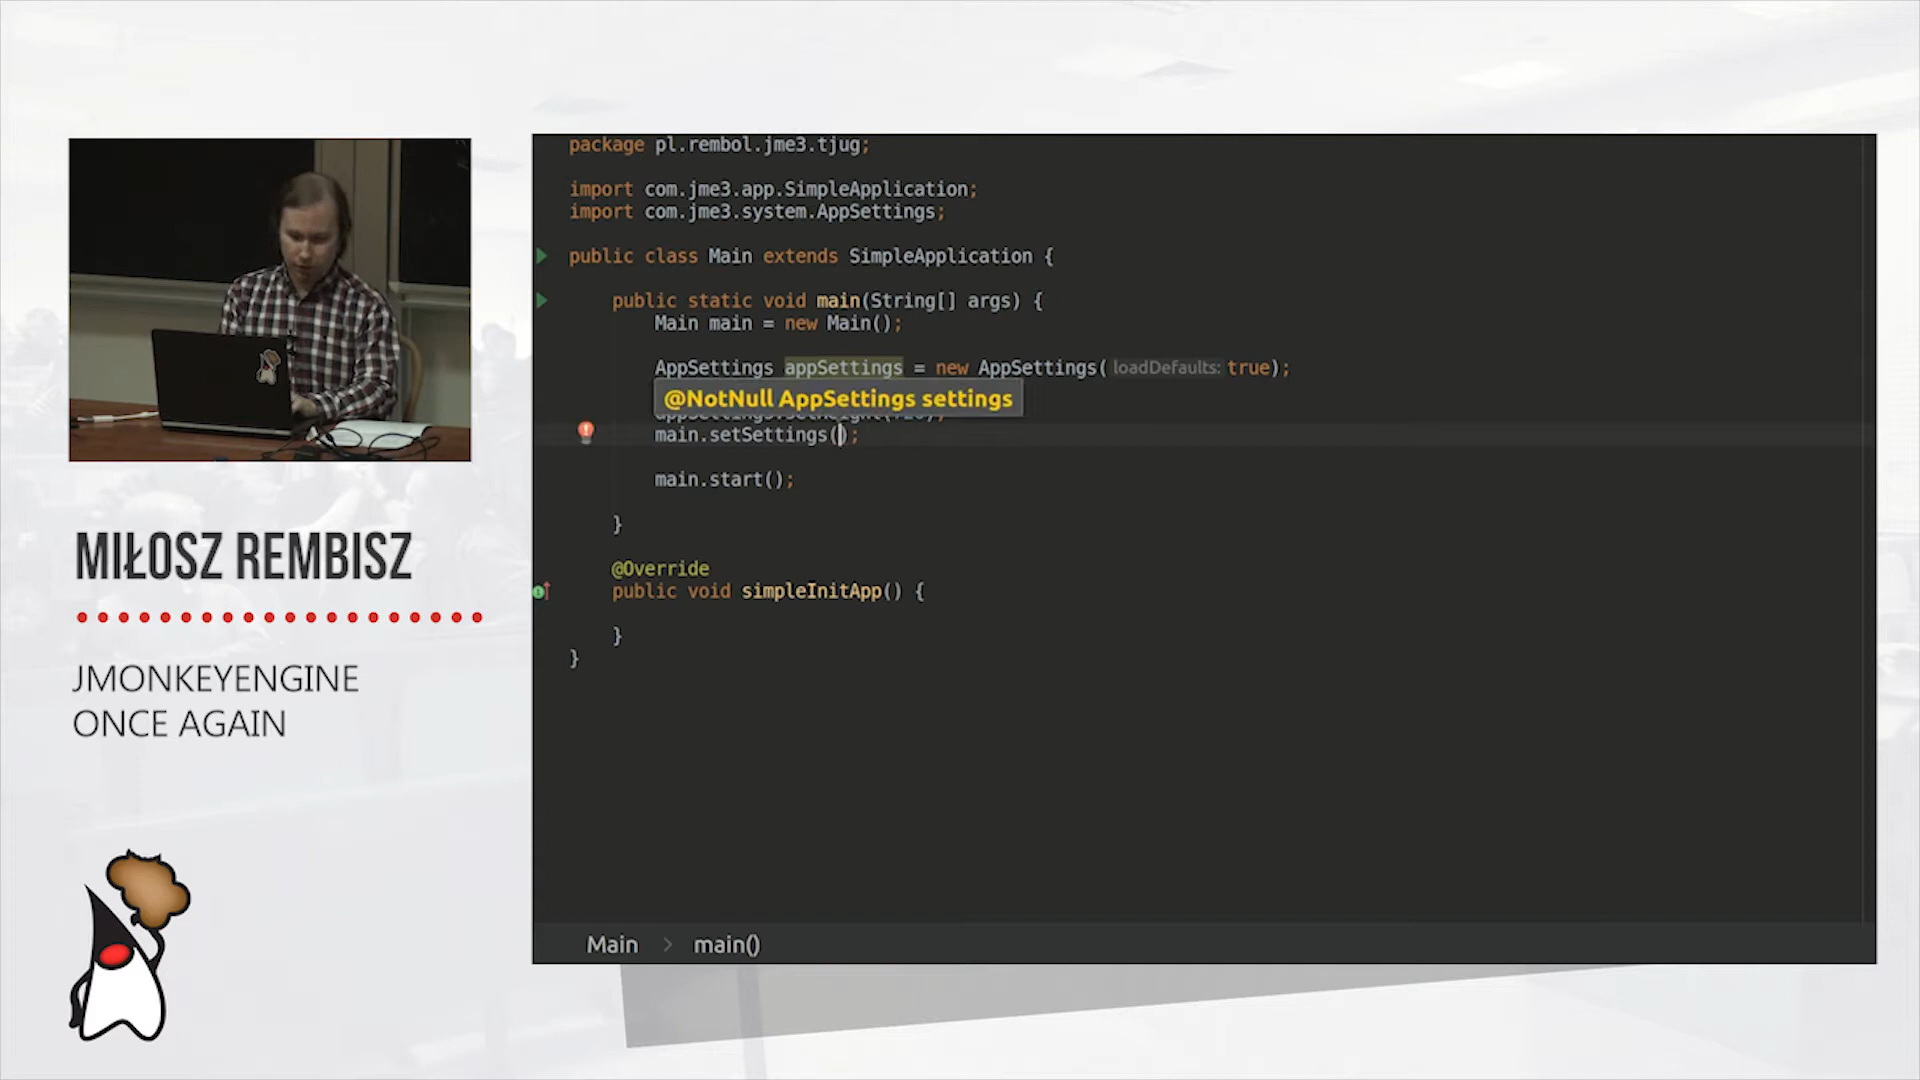 MIŁOSZ REMBISZ
JMONKEYENGINE
ONCE AGAIN
package pl.rembol.jme3.tjug;
import com.jme3.app.SimpleApplication;
import com.jme3.system.AppSettings;
public class Main extends SimpleApplication {
public static void main(String[] args) {
Main main = new Main();
AppSettings appSettings = new AppSettings( loadDefaults: true);
@NotNull AppSettings settings
main.setSettings();
main.start();
}
@Override
public void simpleInitApp() {
}
}
Main > main()